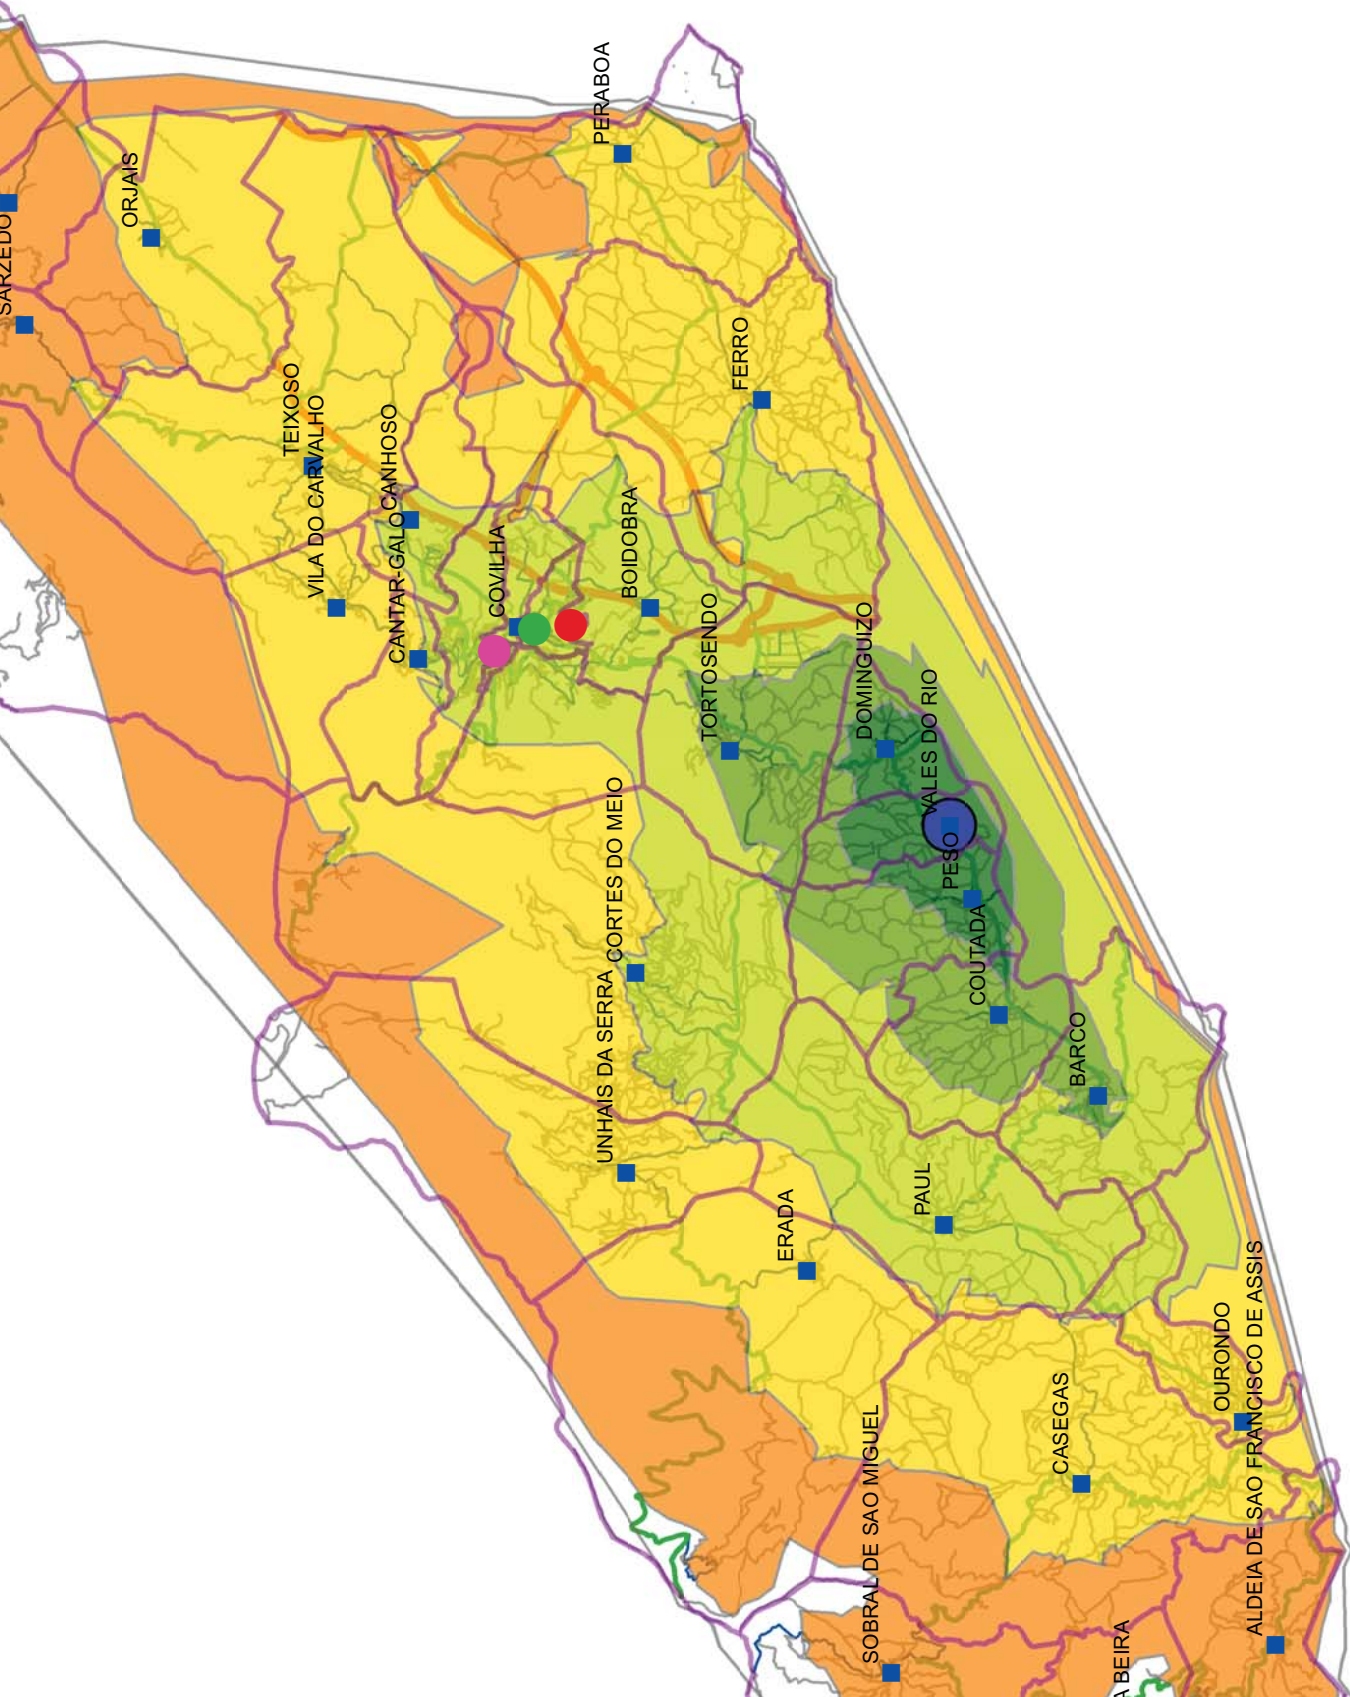 SARZEDO
ORJAIS
TEIXOSO
VILA DO CARVALHO
CANHOSO
CANTAR-GALO
COVILHA
PERABOA
BOIDOBRA
FERRO
TORTOSENDO
DOMINGUIZO
VALES DO RIO
PESO
COUTADA
BARCO
CORTES DO MEIO
UNHAIS DA SERRA
ERADA
PAUL
OURONDO
CASEGAS
SOBRAL DE SAO MIGUEL
ALDEIA DE SAO FRANCISCO DE ASSIS
A BEIRA